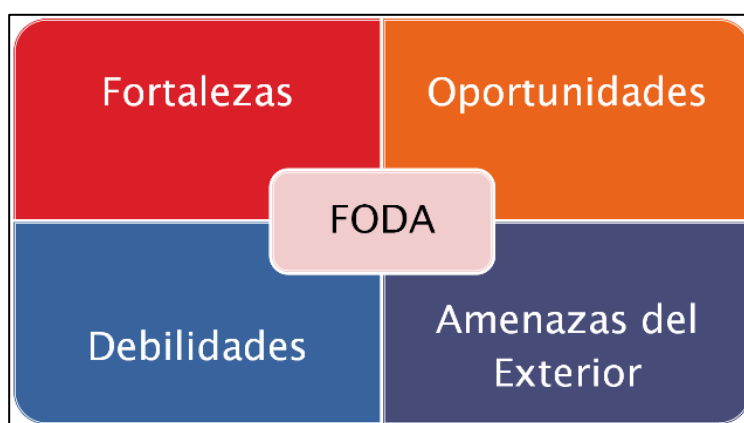 Fortalezas
Oportunidades
FODA
Debilidades
Amenazas del
Exterior